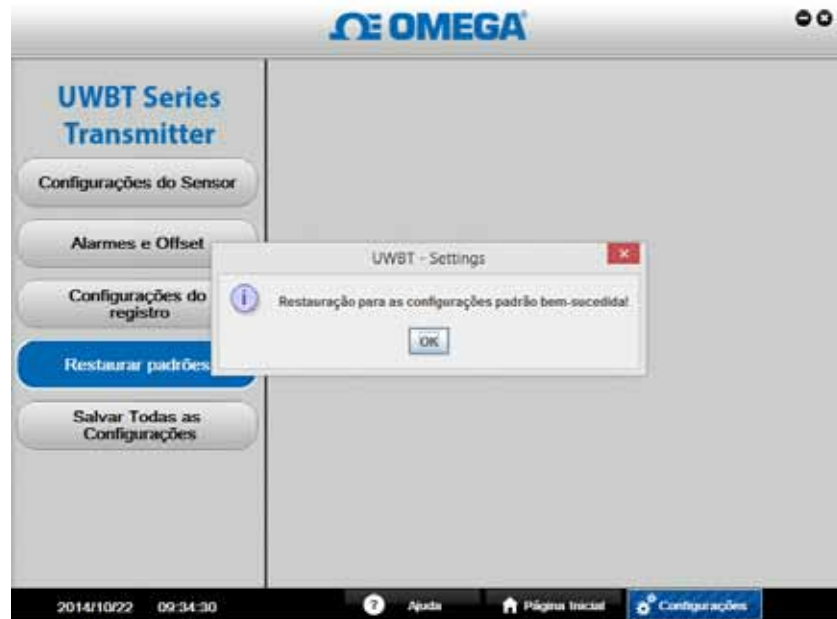 OMEGA
UWBT Series
Transmitter
Configurações do Sensor
Alarmes e Offset
Configurações do
registro
Restaurar padrões
Salvar Todas as
Configurações
UWBT - Settings
Restauração para as configurações padrão bem-sucedida!
OK
2014/10/22 09:34:30
? Ajuda
Página Inicial
Configurações